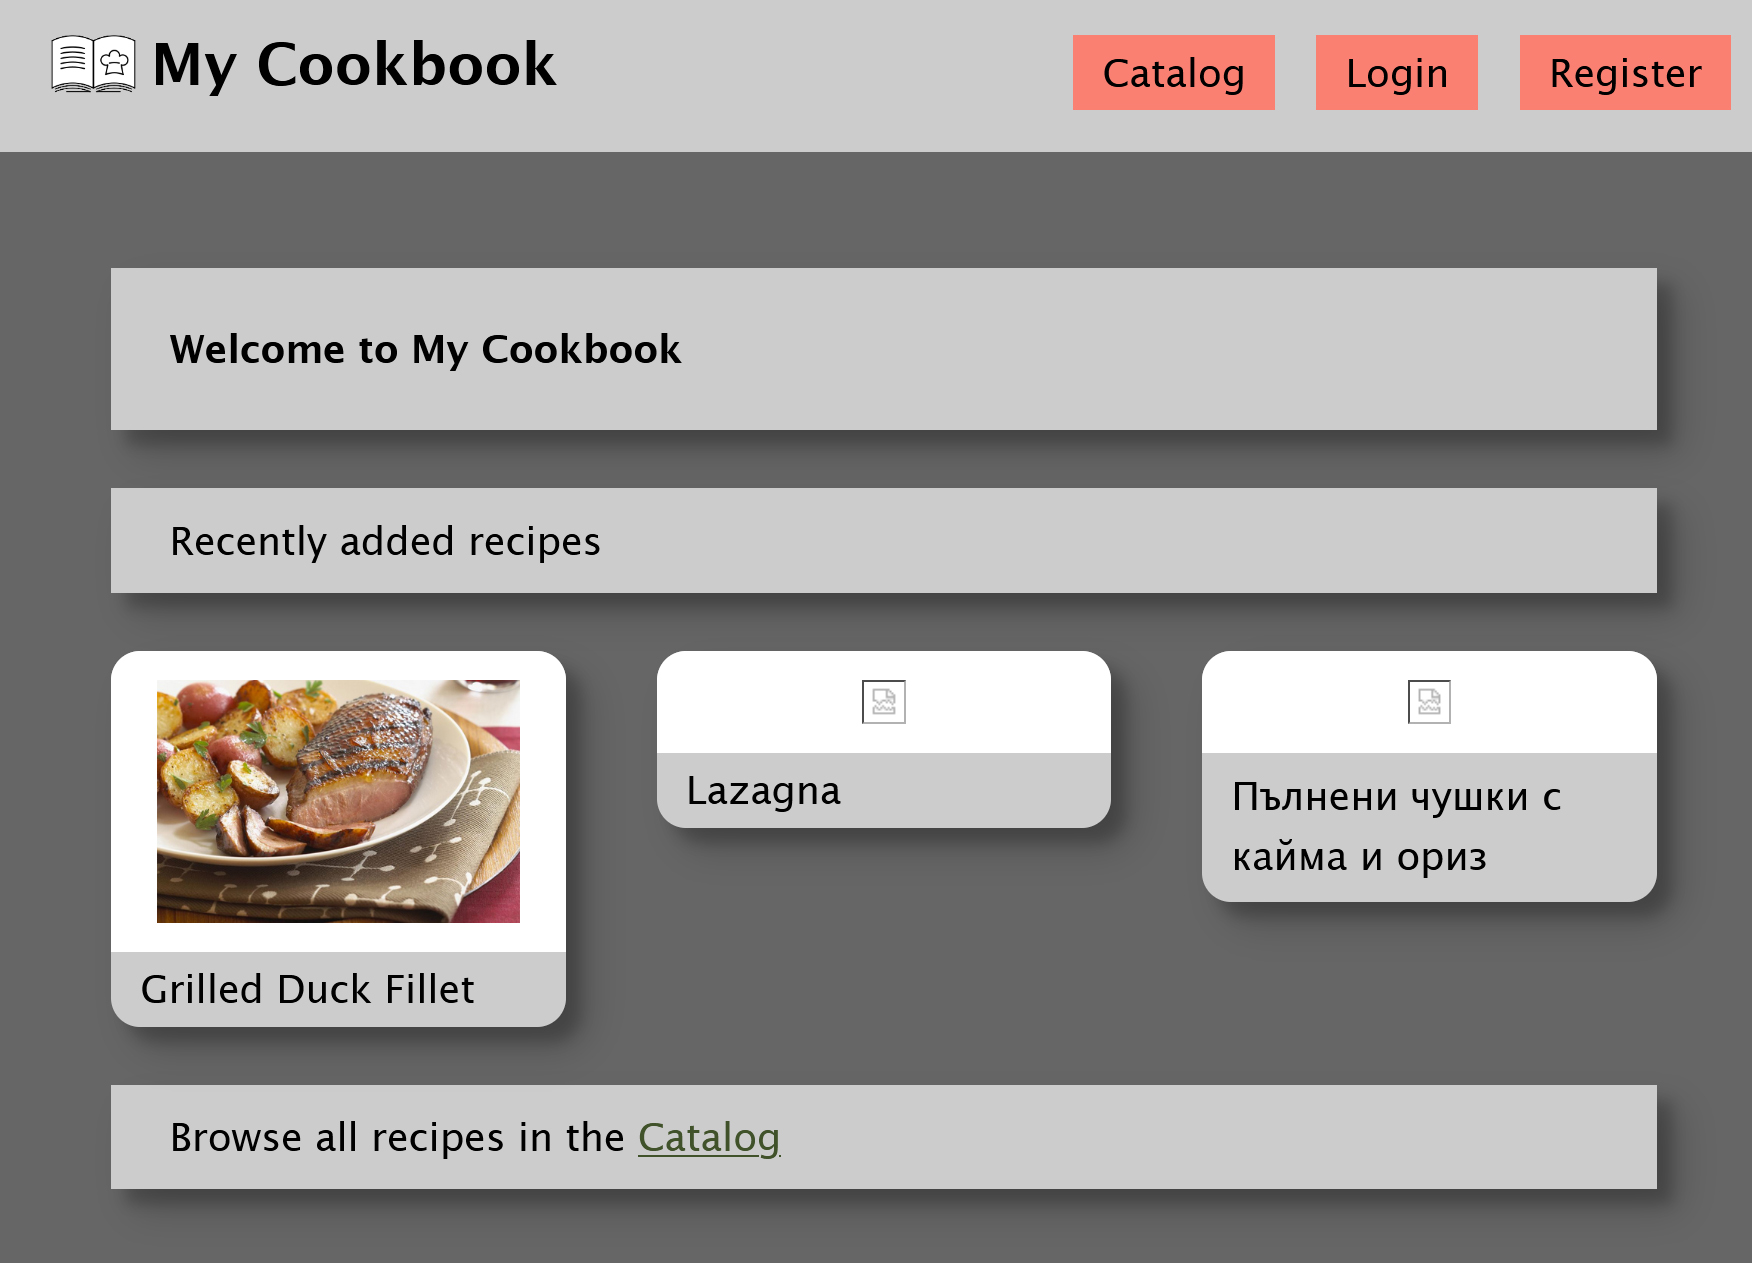 My Cookbook
Catalog
Login
Register
Welcome to My Cookbook
Recently added recipes
Grilled Duck Fillet
Lazagna
Пълнени чушки с
кайма и ориз
Browse all recipes in the Catalog